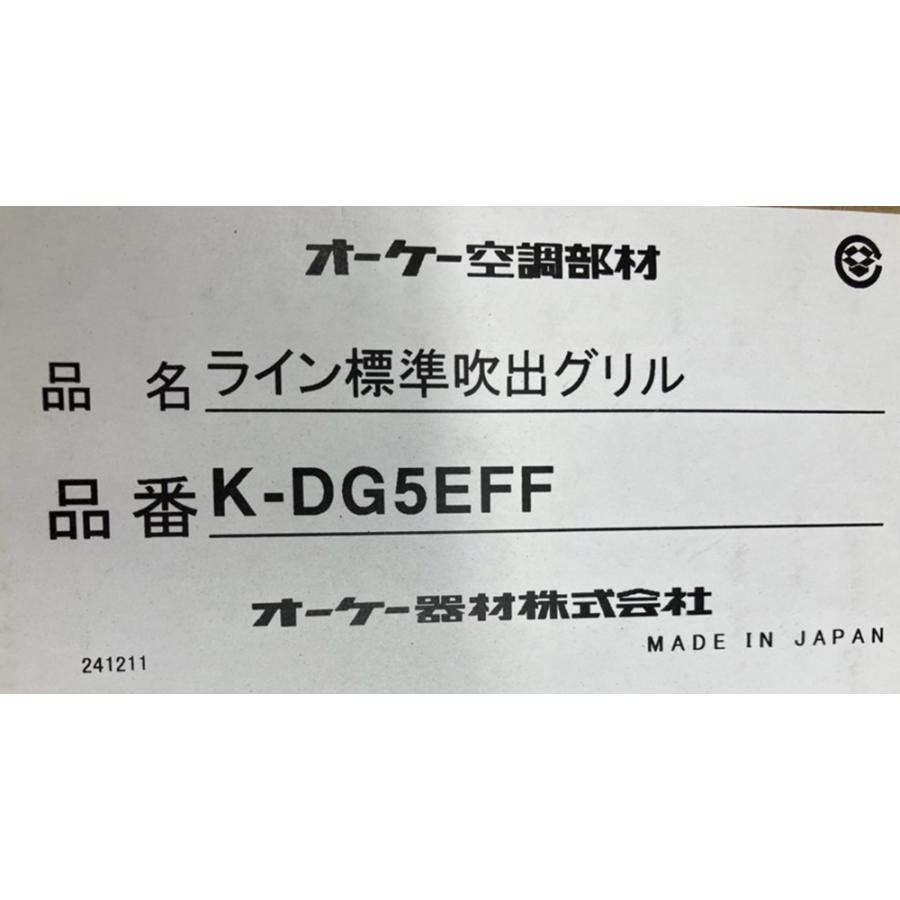 オーケー空調部材
品名 ライン標準吹出グリル
品番 K-DG5EFF
オーケー器材株式会社
MADE IN JAPAN
241211